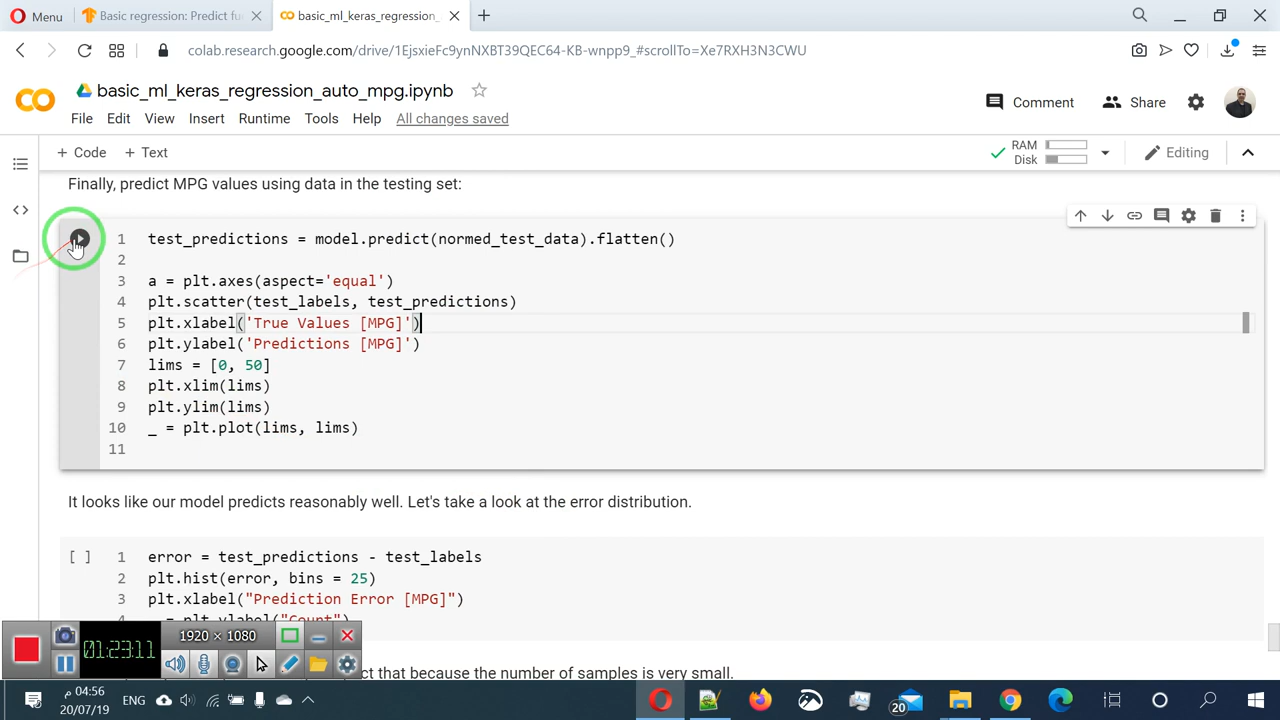 Menu
Basic regression: Predict fu
basic_ml_keras_regression_
colab.research.google.com/drive/1EjsxieFc9ynNXBT39QEC64-KB-wnpp9_#scrollTo=Xe7RXH3N3CWU
basic_ml_keras_regression_auto_mpg.ipynb
Comment
Share
File Edit View Insert Runtime Tools Help All changes saved
+ Code + Text
RAM
Disk
Editing
Finally, predict MPG values using data in the testing set:
1 test_predictions = model.predict(normed_test_data).flatten()
2
3 a = plt.axes(aspect='equal')
4 plt.scatter(test_labels, test_predictions)
5 plt.xlabel('True Values [MPG]')
6 plt.ylabel('Predictions [MPG]')
7 lims = [0, 50]
8 plt.xlim(lims)
9 plt.ylim(lims)
10 _ = plt.plot(lims, lims)
11
It looks like our model predicts reasonably well. Let's take a look at the error distribution.
[ ] 1 error = test_predictions - test_labels
2 plt.hist(error, bins = 25)
3 plt.xlabel("Prediction Error [MPG]")
4 _ = plt.ylabel("Count")
1920 × 1080
01:23:11
ct that because the number of samples is very small.
04:56 م
20/07/19
ENG
20